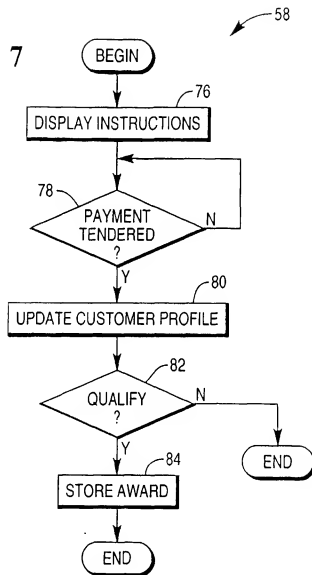 58
7
BEGIN
76
DISPLAY INSTRUCTIONS
78
PAYMENT
TENDERED
?
N
Y
80
UPDATE CUSTOMER PROFILE
82
QUALIFY
?
N
Y
84
END
STORE AWARD
END